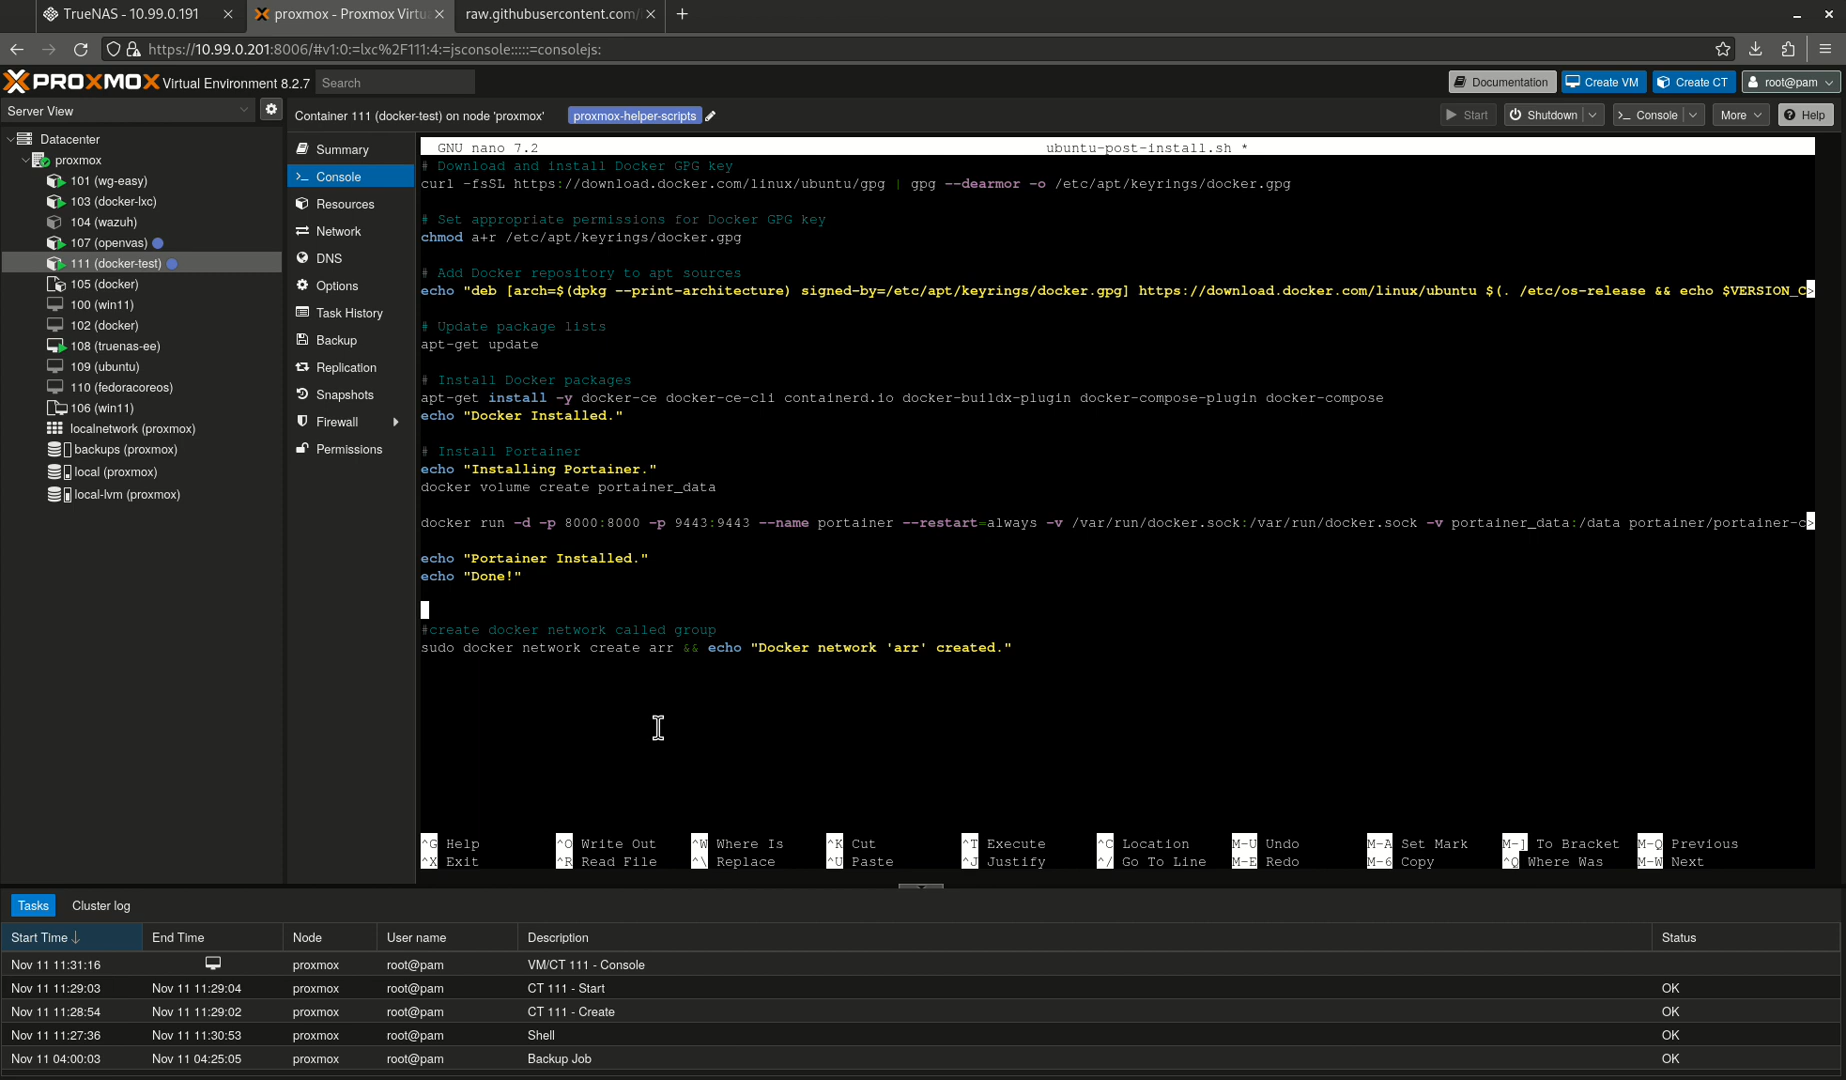 TrueNAS - 10.99.0.191
proxmox - Proxmox Virtu
raw.githubusercontent.com/
https://10.99.0.201:8006/#v1:0:=lxc%2F111:4:=jsconsole:::::=consolejs:
PROXMOX Virtual Environment 8.2.7
Search
Documentation
Create VM
Create CT
root@pam
Server View
Container 111 (docker-test) on node 'proxmox'
proxmox-helper-scripts
Start
Shutdown
>_ Console
More
Help
Datacenter
proxmox
101 (wg-easy)
103 (docker-lxc)
104 (wazuh)
107 (openvas)
111 (docker-test)
105 (docker)
100 (win11)
102 (docker)
108 (truenas-ee)
109 (ubuntu)
110 (fedoracoreos)
106 (win11)
localnetwork (proxmox)
backups (proxmox)
local (proxmox)
local-lvm (proxmox)
Summary
>_ Console
Resources
Network
DNS
Options
Task History
Backup
Replication
Snapshots
Firewall
Permissions
GNU nano 7.2 ubuntu-post-install.sh *
# Download and install Docker GPG key
curl -fsSL https://download.docker.com/linux/ubuntu/gpg | gpg --dearmor -o /etc/apt/keyrings/docker.gpg
# Set appropriate permissions for Docker GPG key
chmod a+r /etc/apt/keyrings/docker.gpg
# Add Docker repository to apt sources
echo "deb [arch=$(dpkg --print-architecture) signed-by=/etc/apt/keyrings/docker.gpg] https://download.docker.com/linux/ubuntu $(. /etc/os-release && echo $VERSION_C>
# Update package lists
apt-get update
# Install Docker packages
apt-get install -y docker-ce docker-ce-cli containerd.io docker-buildx-plugin docker-compose-plugin docker-compose
echo "Docker Installed."
# Install Portainer
echo "Installing Portainer."
docker volume create portainer_data
docker run -d -p 8000:8000 -p 9443:9443 --name portainer --restart=always -v /var/run/docker.sock:/var/run/docker.sock -v portainer_data:/data portainer/portainer-c>
echo "Portainer Installed."
echo "Done!"
#create docker network called group
sudo docker network create arr && echo "Docker network 'arr' created."
^G Help ^O Write Out ^W Where Is ^K Cut ^T Execute ^C Location M-U Undo M-A Set Mark M-] To Bracket M-Q Previous
^X Exit ^R Read File ^\ Replace ^U Paste ^J Justify ^/ Go To Line M-E Redo M-6 Copy ^Q Where Was M-W Next
Tasks
Cluster log
Start Time End Time Node User name Description Status
Nov 11 11:31:16 proxmox root@pam VM/CT 111 - Console
Nov 11 11:29:03 Nov 11 11:29:04 proxmox root@pam CT 111 - Start OK
Nov 11 11:28:54 Nov 11 11:29:02 proxmox root@pam CT 111 - Create OK
Nov 11 11:27:36 Nov 11 11:30:53 proxmox root@pam Shell OK
Nov 11 04:00:03 Nov 11 04:25:05 proxmox root@pam Backup Job OK